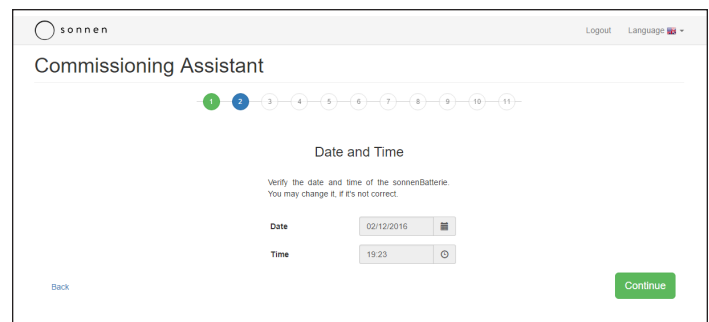 sonnen
Logout Language
Commissioning Assistant
1 2 3 4 5 6 7 8 9 10 11
Date and Time
Verify the date and time of the sonnenBatterie.
You may change it, if it's not correct.
Date 02/12/2016
Time 19:23
Back
Continue